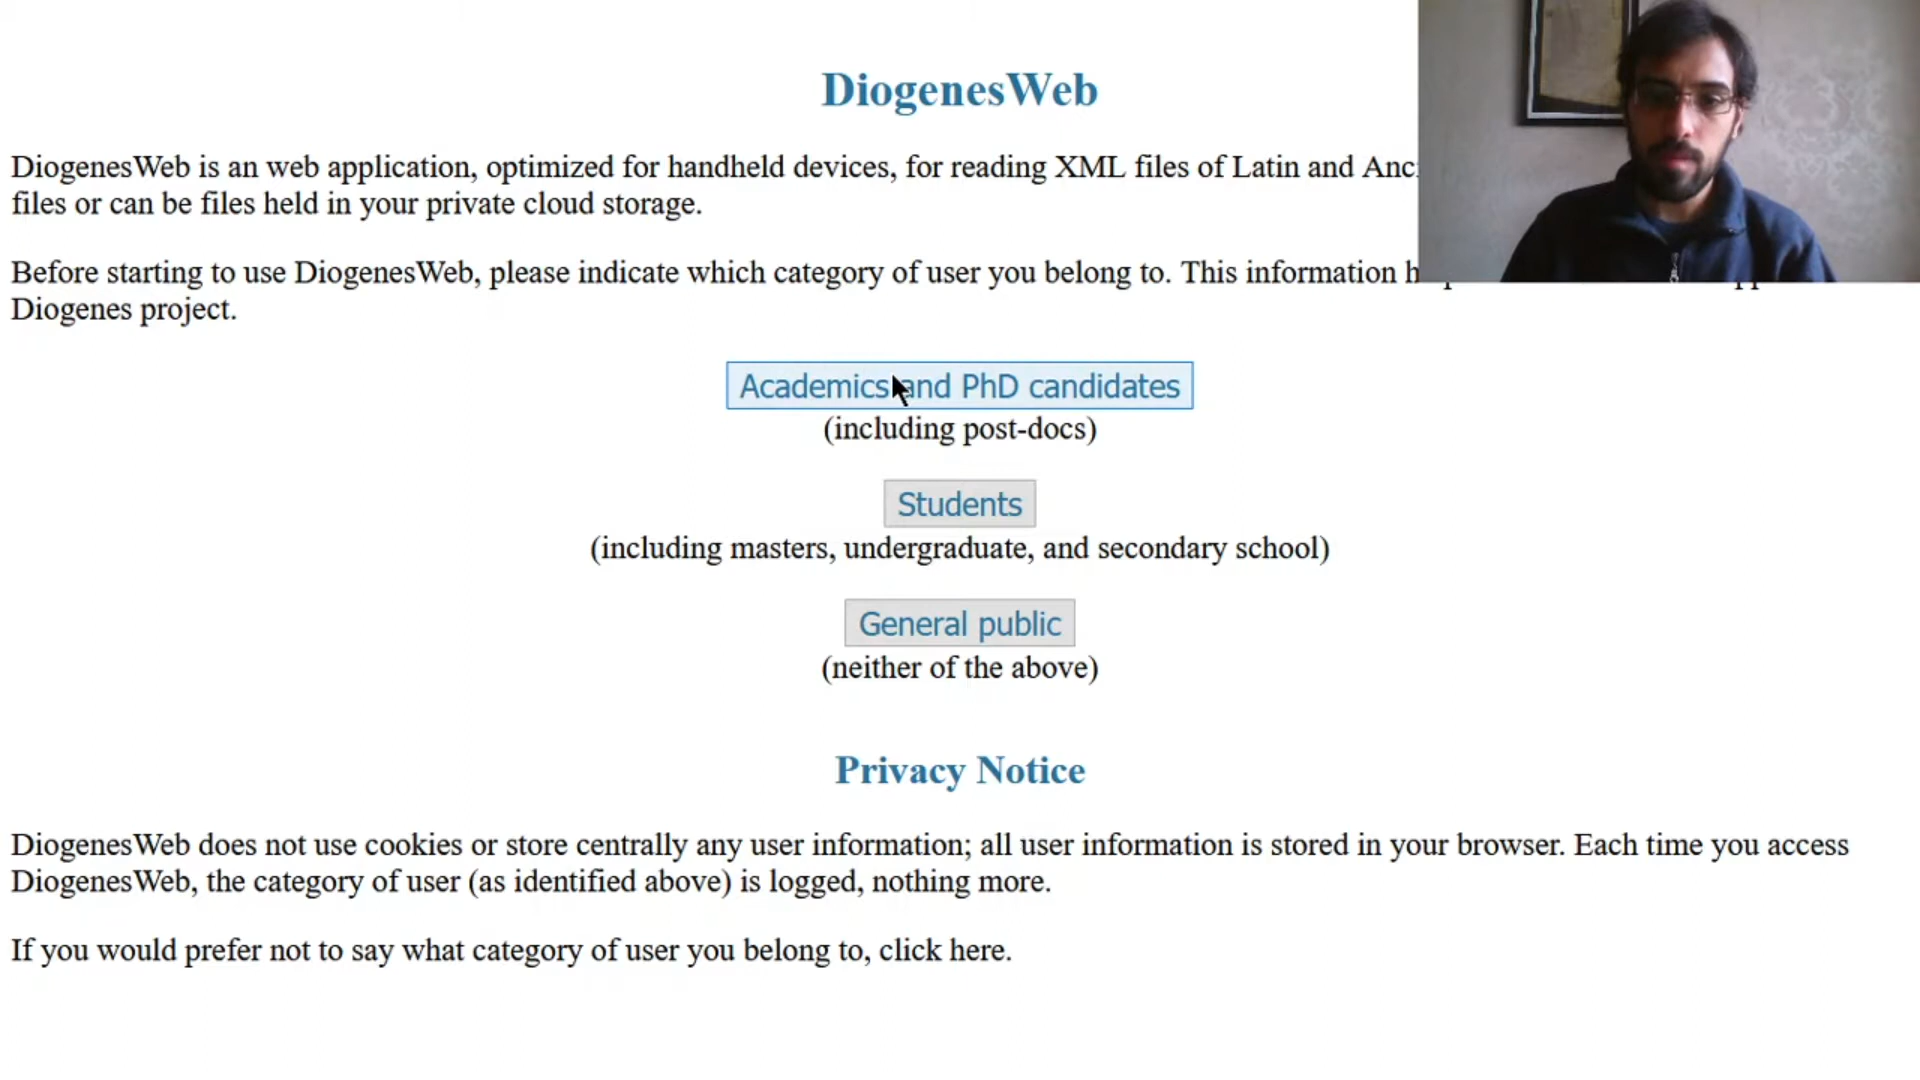 DiogenesWeb
DiogenesWeb is an web application, optimized for handheld devices, for reading XML files of Latin and
files or can be files held in your private cloud storage.
Before starting to use DiogenesWeb, please indicate which category of user you belong to. This information
Diogenes project.
Academics and PhD candidates
(including post-docs)
Students
(including masters, undergraduate, and secondary school)
General public
(neither of the above)
Privacy Notice
DiogenesWeb does not use cookies or store centrally any user information; all user information is stored in your browser. Each time you access
DiogenesWeb, the category of user (as identified above) is logged, nothing more.
If you would prefer not to say what category of user you belong to, click here.